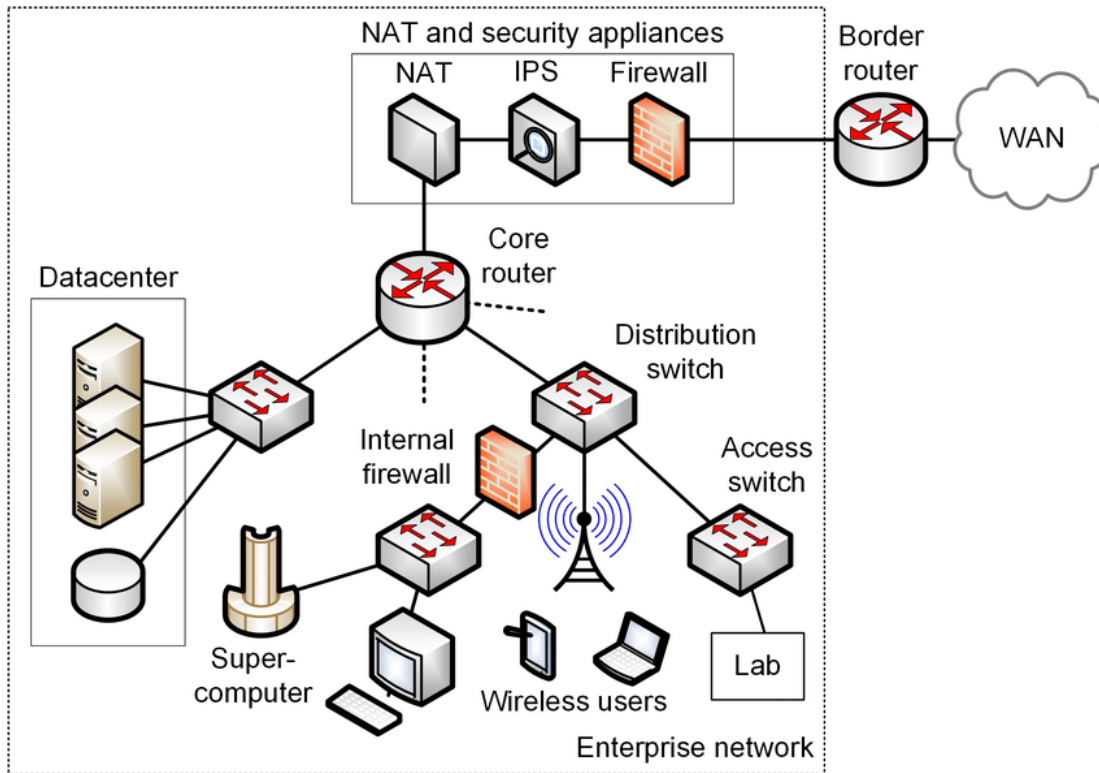 NAT and security appliances
NAT
IPS
Firewall
Border
router
WAN
Core
router
Datacenter
Distribution
switch
Internal
firewall
Access
switch
Super-
computer
Wireless users
Lab
Enterprise network